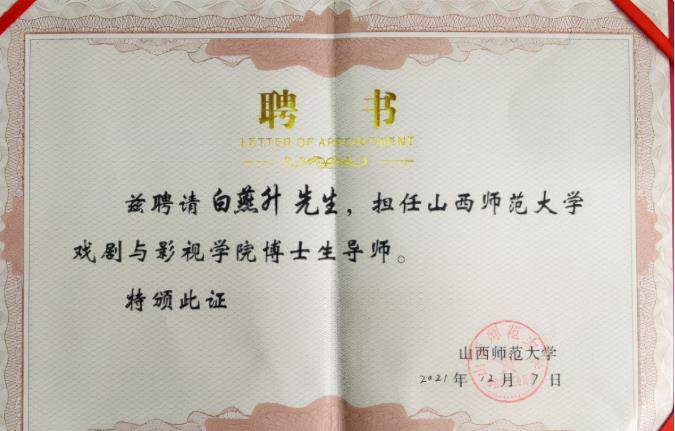 聘书
LETTER OF APPOINTMENT
兹聘请白燕升先生，担任山西师范大学
戏剧与影视学院博士生导师。
特颁此证
山西师范大学
2021年12月7日